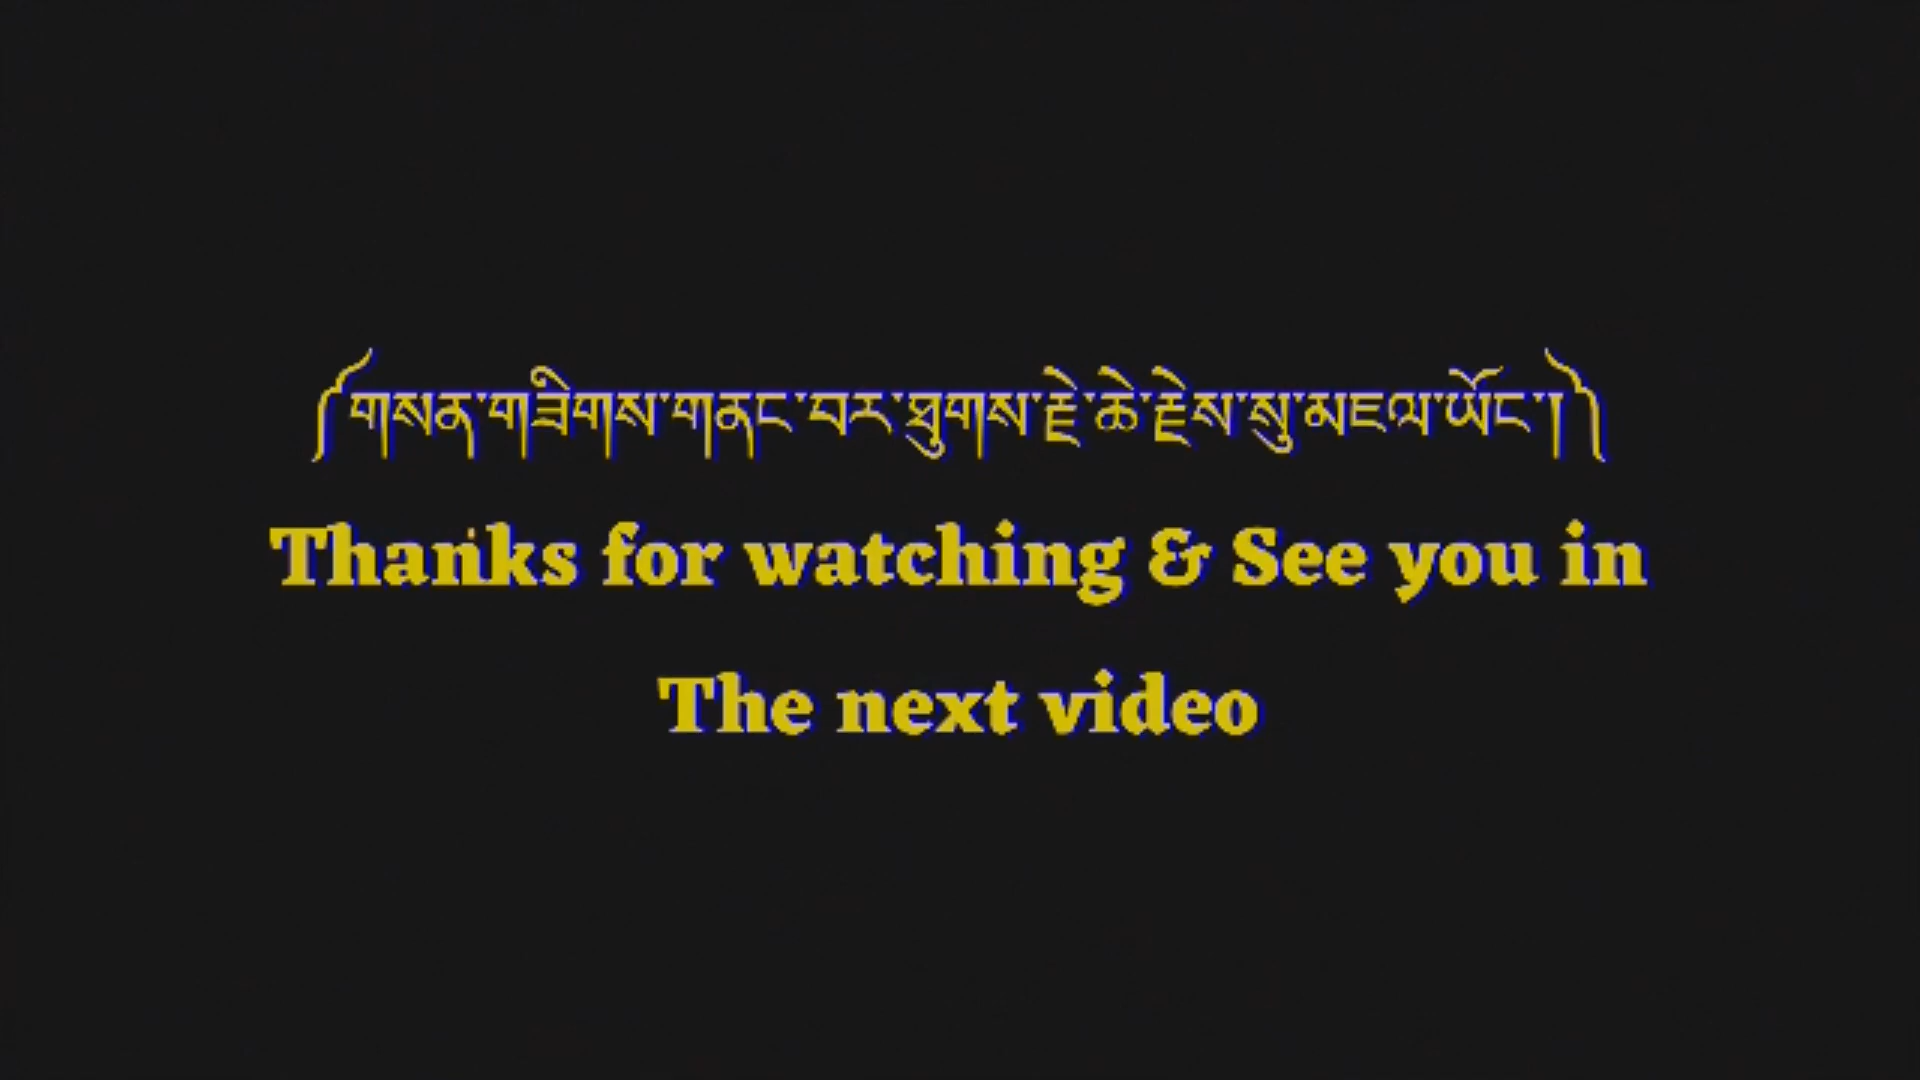 ༼གསན་གཟིགས་གནང་བར་ཐུགས་རྗེ་ཆེ་རྗེས་སུ་མཇལ་ཡོང་།༽
Thanks for watching & See you in
The next video